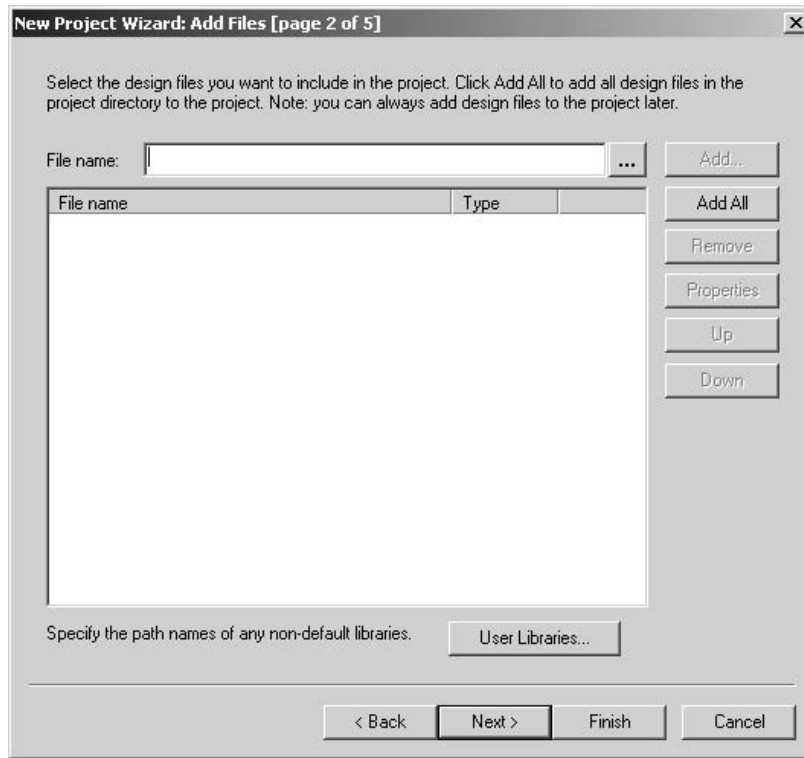 New Project Wizard: Add Files [page 2 of 5]
Select the design files you want to include in the project. Click Add All to add all design files in the
project directory to the project. Note: you can always add design files to the project later.
File name:
...
Add...
File name
Type
Add All
Remove
Properties
Up
Down
Specify the path names of any non-default libraries.
User Libraries...
< Back
Next >
Finish
Cancel